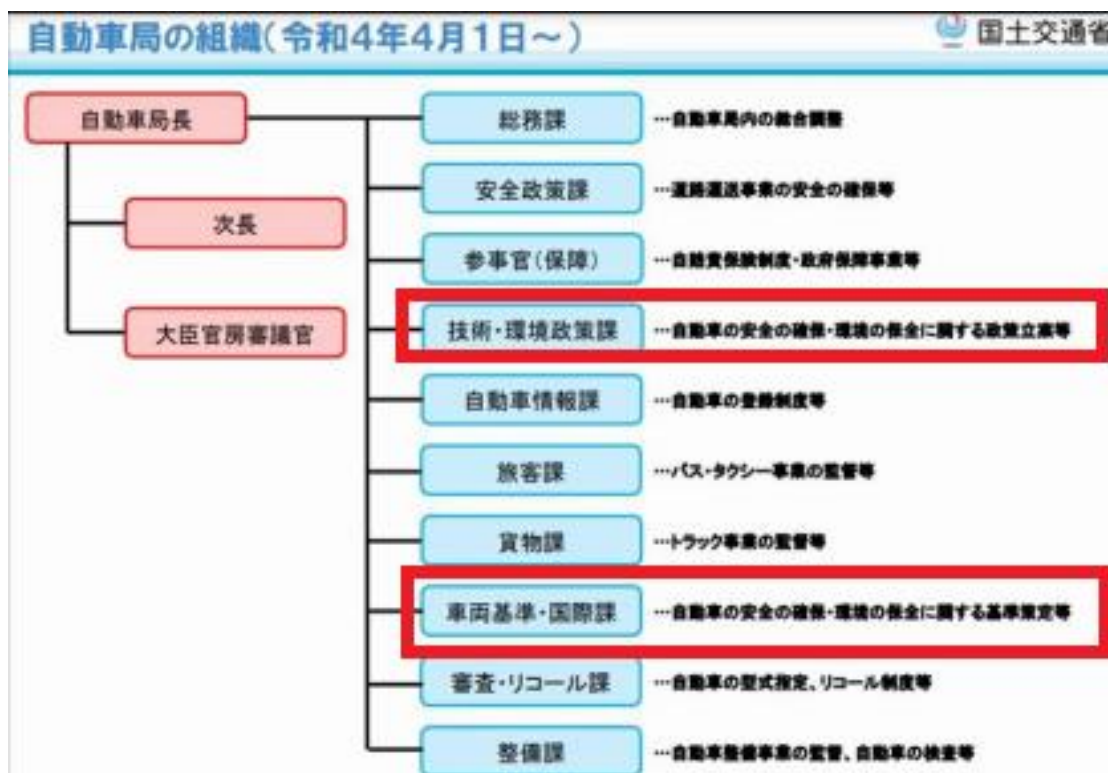 自動車局の組織(令和4年4月1日~)
国土交通省
自動車局長
次長
大臣官房審議官
総務課 …自動車局内の総合調整
安全政策課 …道路運送事業の安全の確保等
参事官(保障) …自賠責保険制度・政府保障事業等
技術・環境政策課 …自動車の安全の確保・環境の保全に関する政策立案等
自動車情報課 …自動車の登録制度等
旅客課 …バス・タクシー事業の監督等
貨物課 …トラック事業の監督等
車両基準・国際課 …自動車の安全の確保・環境の保全に関する基準策定等
審査・リコール課 …自動車の型式指定、リコール制度等
整備課 …自動車整備事業の監督、自動車の検査等